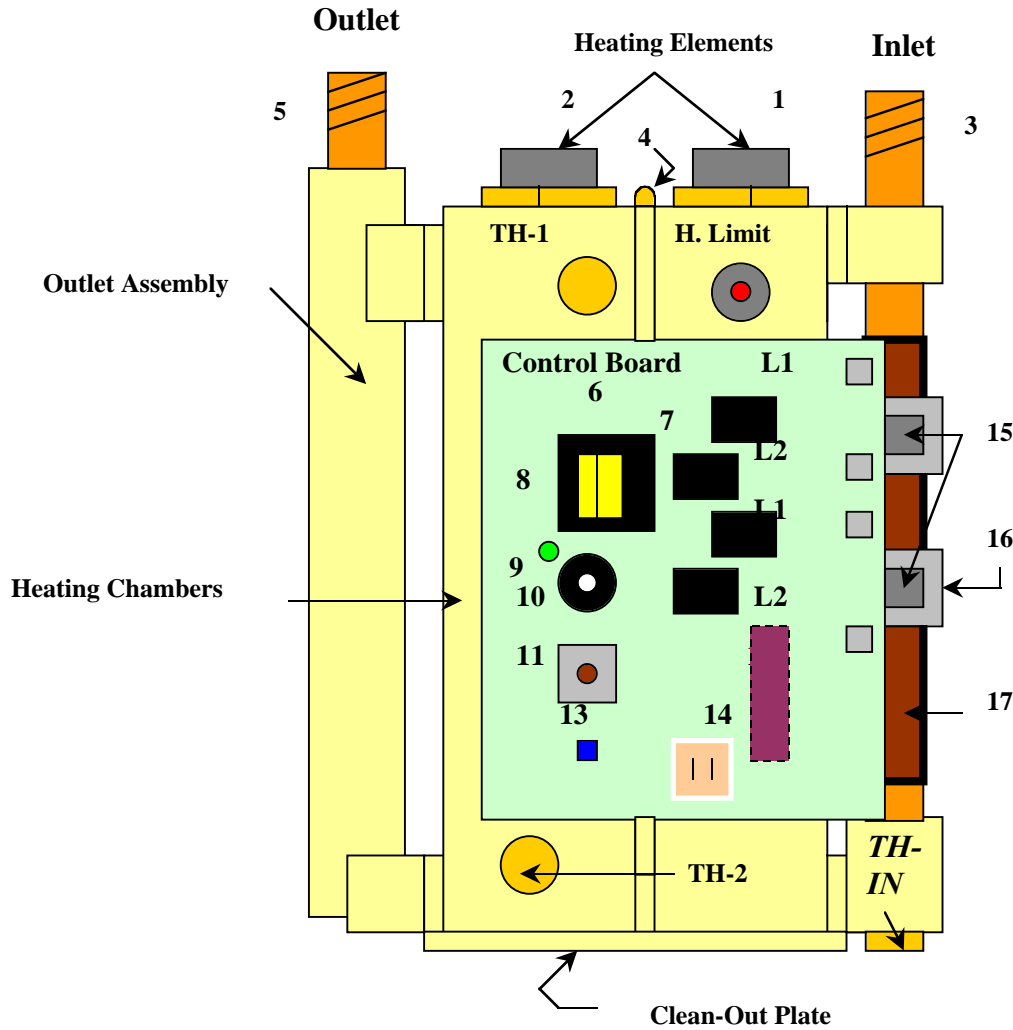 Outlet
Heating Elements
Inlet
5
2
1
3
4
TH-1
H. Limit
Outlet Assembly
Control Board
L1
6
7
15
L2
8
L1
16
9
Heating Chambers
10
L2
11
17
13
14
TH-
IN
TH-2
Clean-Out Plate